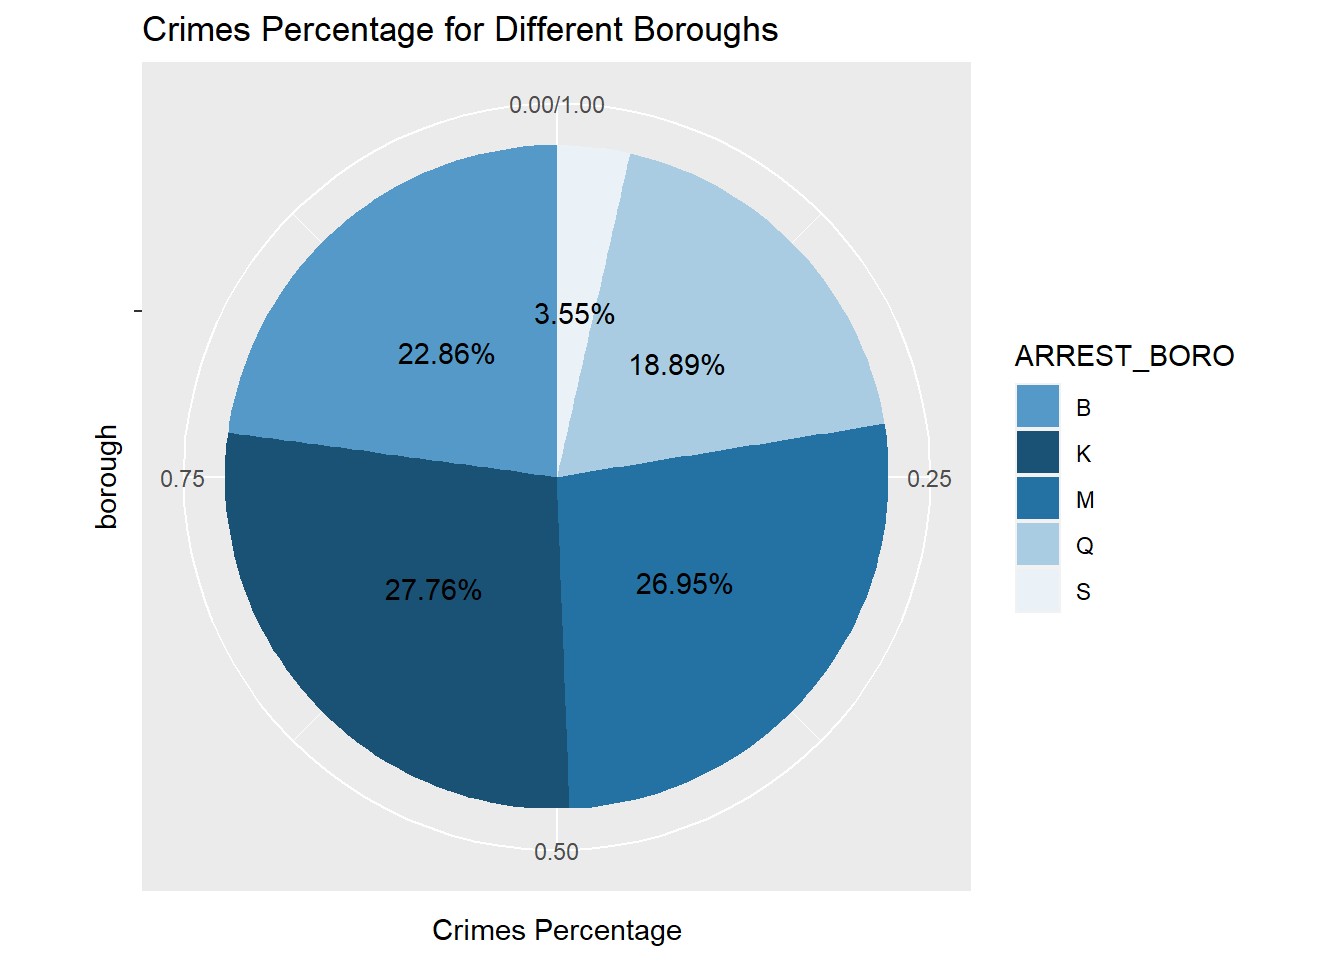 Crimes Percentage for Different Boroughs
0.00/1.00
3.55%
22.86%
18.89%
0.75
0.25
borough
27.76%
26.95%
0.50
Crimes Percentage
ARREST_BORO
B
K
M
Q
S